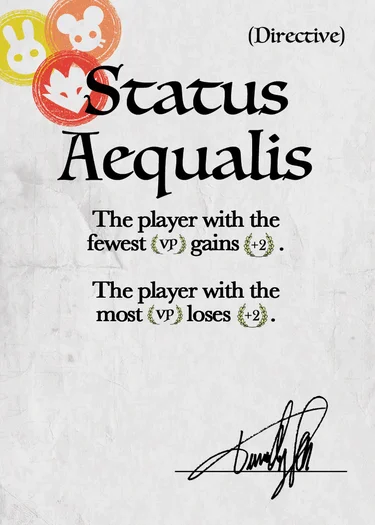 (Directive)
Status
Aequalis
The player with the
fewest (VP) gains (+2).
The player with the
most (VP) loses (+2).